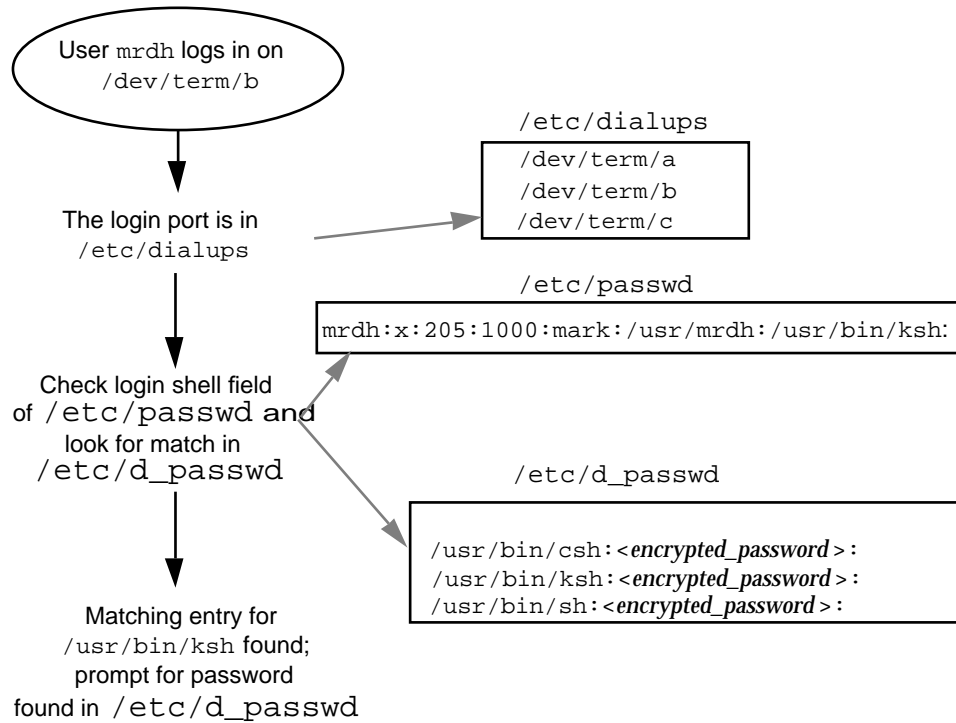 User mrdh logs in on
/dev/term/b
/etc/dialups
/dev/term/a
/dev/term/b
/dev/term/c
The login port is in
/etc/dialups
/etc/passwd
mrdh:x:205:1000:mark:/usr/mrdh:/usr/bin/ksh:
Check login shell field
of /etc/passwd and
look for match in
/etc/d_passwd
/etc/d_passwd
/usr/bin/csh:<encrypted_password>:
/usr/bin/ksh:<encrypted_password>:
/usr/bin/sh:<encrypted_password>:
Matching entry for
/usr/bin/ksh found;
prompt for password
found in /etc/d_passwd